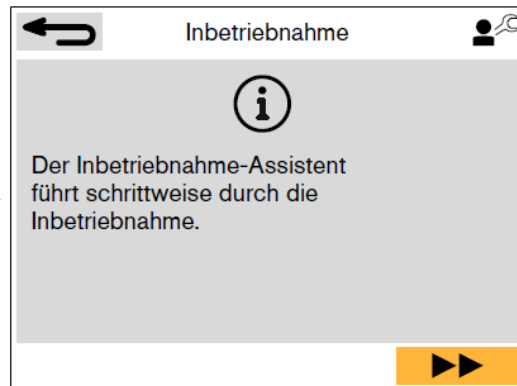 Inbetriebnahme
Der Inbetriebnahme-Assistent
führt schrittweise durch die
Inbetriebnahme.